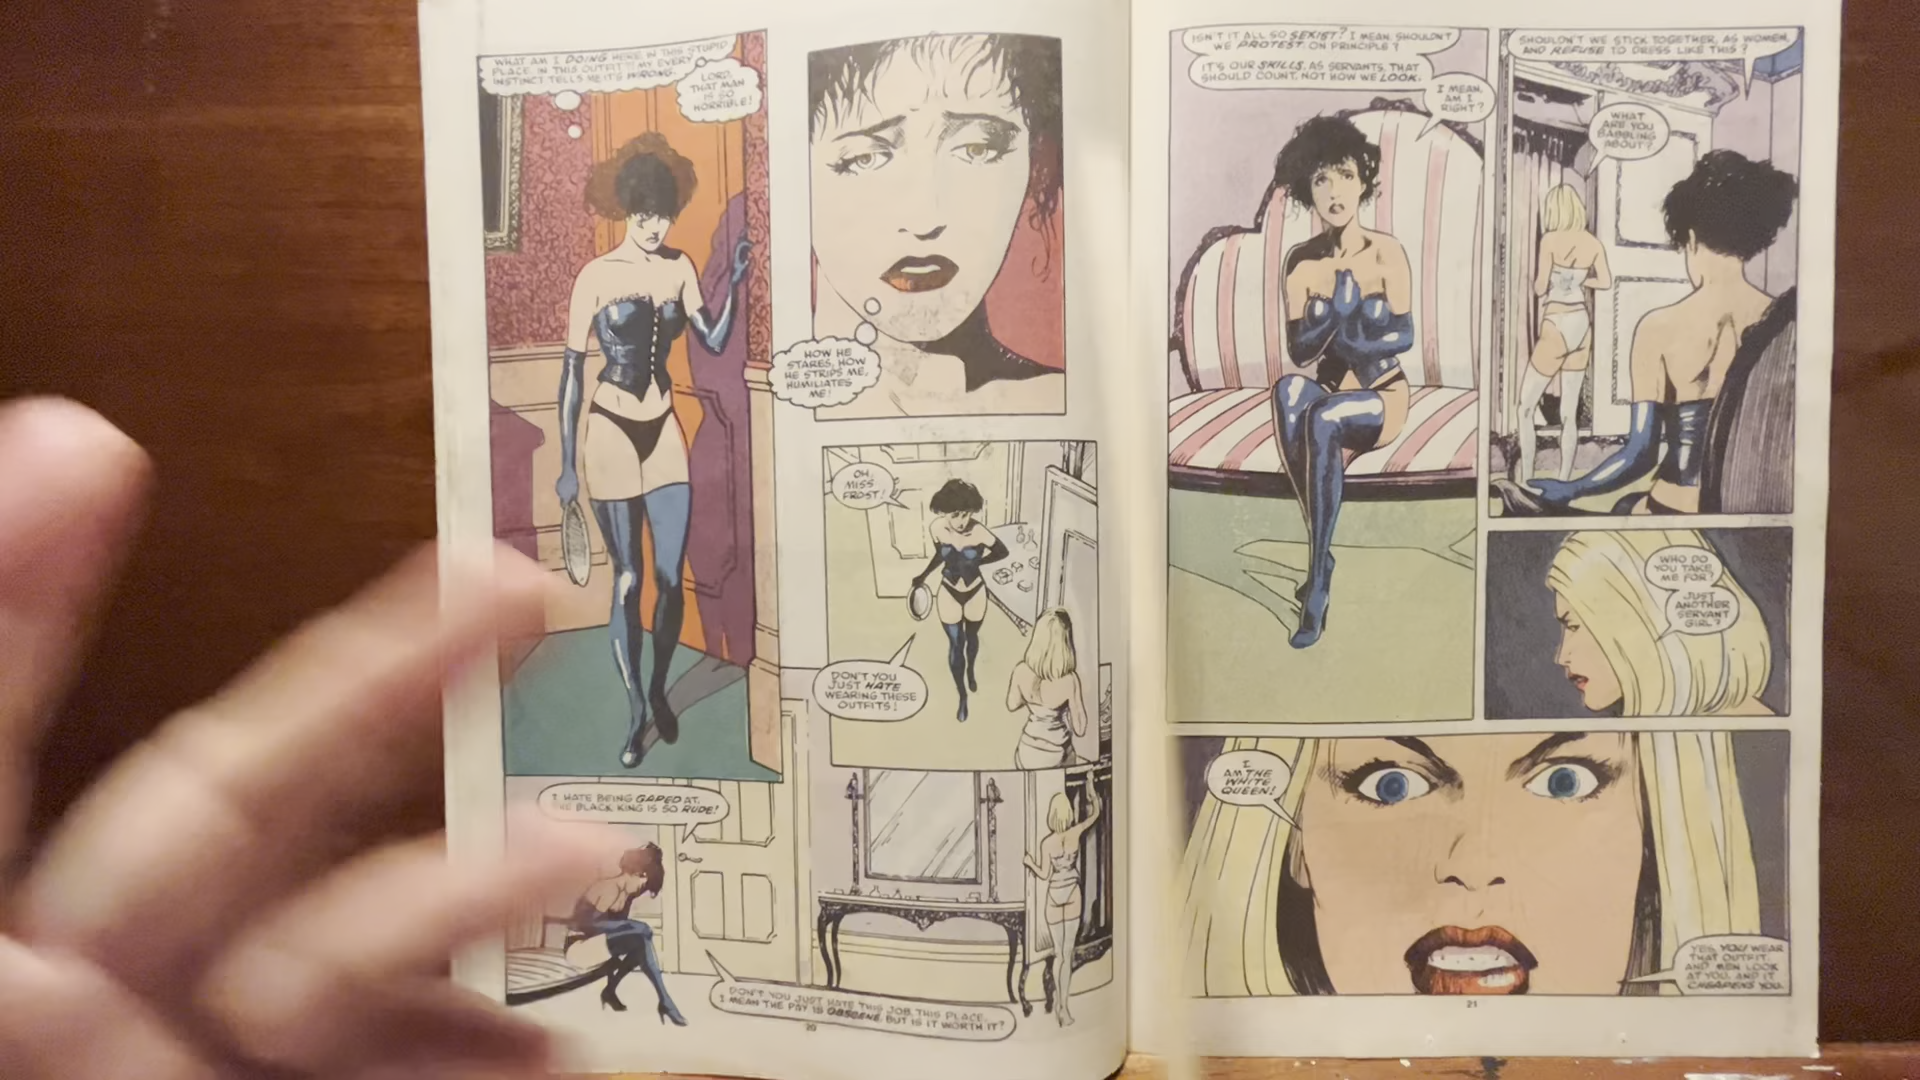 WHAT AM I DOING HERE IN THIS STUPID
PLACE, IN THIS OUTFIT!! MY EVERY
INSTINCT TELLS ME IT'S WRONG.
LORD,
THAT MAN
IS SO
HORRIBLE!
HOW HE
STARES, HOW
HE STRIPS ME,
HUMILIATES
ME!
OH,
MISS
FROST!
DON'T YOU
JUST HATE
WEARING THESE
OUTFITS!
I HATE BEING GAPED AT.
THE BLACK KING IS SO RUDE!
DON'T YOU JUST HATE THIS JOB, THIS PLACE.
I MEAN THE PAY IS OBSCENE, BUT IS IT WORTH IT?
20
ISN'T IT ALL SO SEXIST? I MEAN, SHOULDN'T
WE PROTEST, ON PRINCIPLE?
IT'S OUR SKILLS, AS SERVANTS, THAT
SHOULD COUNT, NOT HOW WE LOOK.
I MEAN,
AM I
RIGHT?
SHOULDN'T WE STICK TOGETHER, AS WOMEN,
AND REFUSE TO DRESS LIKE THIS?
WHAT
ARE YOU
BABBLING
ABOUT?
WHO DO
YOU TAKE
ME FOR?
JUST
ANOTHER
SERVANT
GIRL?
I
AM THE
WHITE
QUEEN!
YES, YOU WEAR
THAT OUTFIT,
AND MEN LOOK
AT YOU, AND IT
CHEAPENS YOU.
21